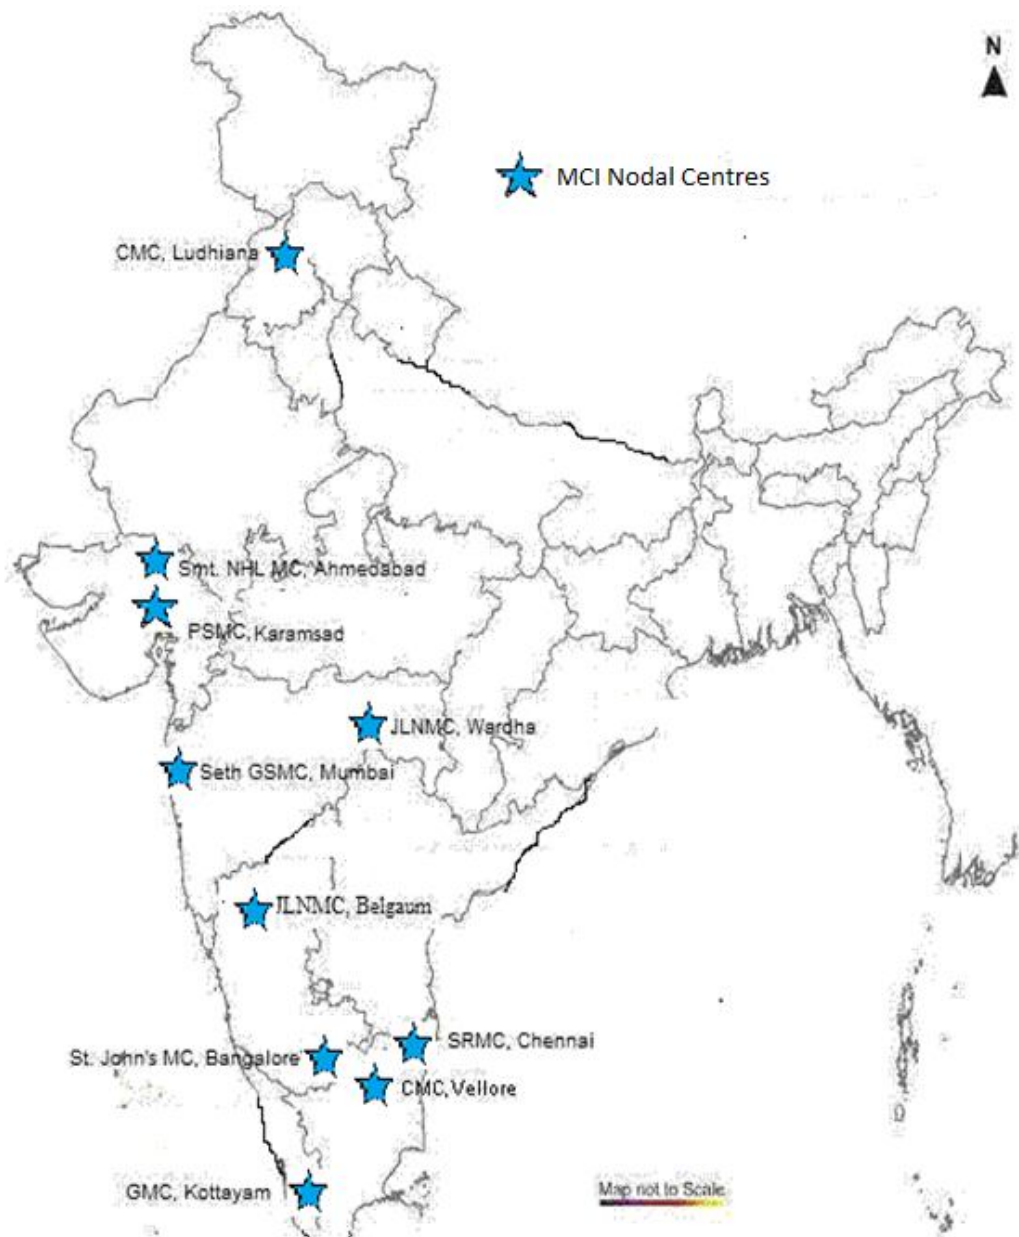 N
MCI Nodal Centres
CMC, Ludhiana
Smt. NHL MC, Ahmedabad
PSMC, Karamsad
JLNMC, Wardha
Seth GSMC, Mumbai
JLNMC, Belgaum
SRMC, Chennai
St. John's MC, Bangalore
CMC, Vellore
GMC, Kottayam
Map not to Scale